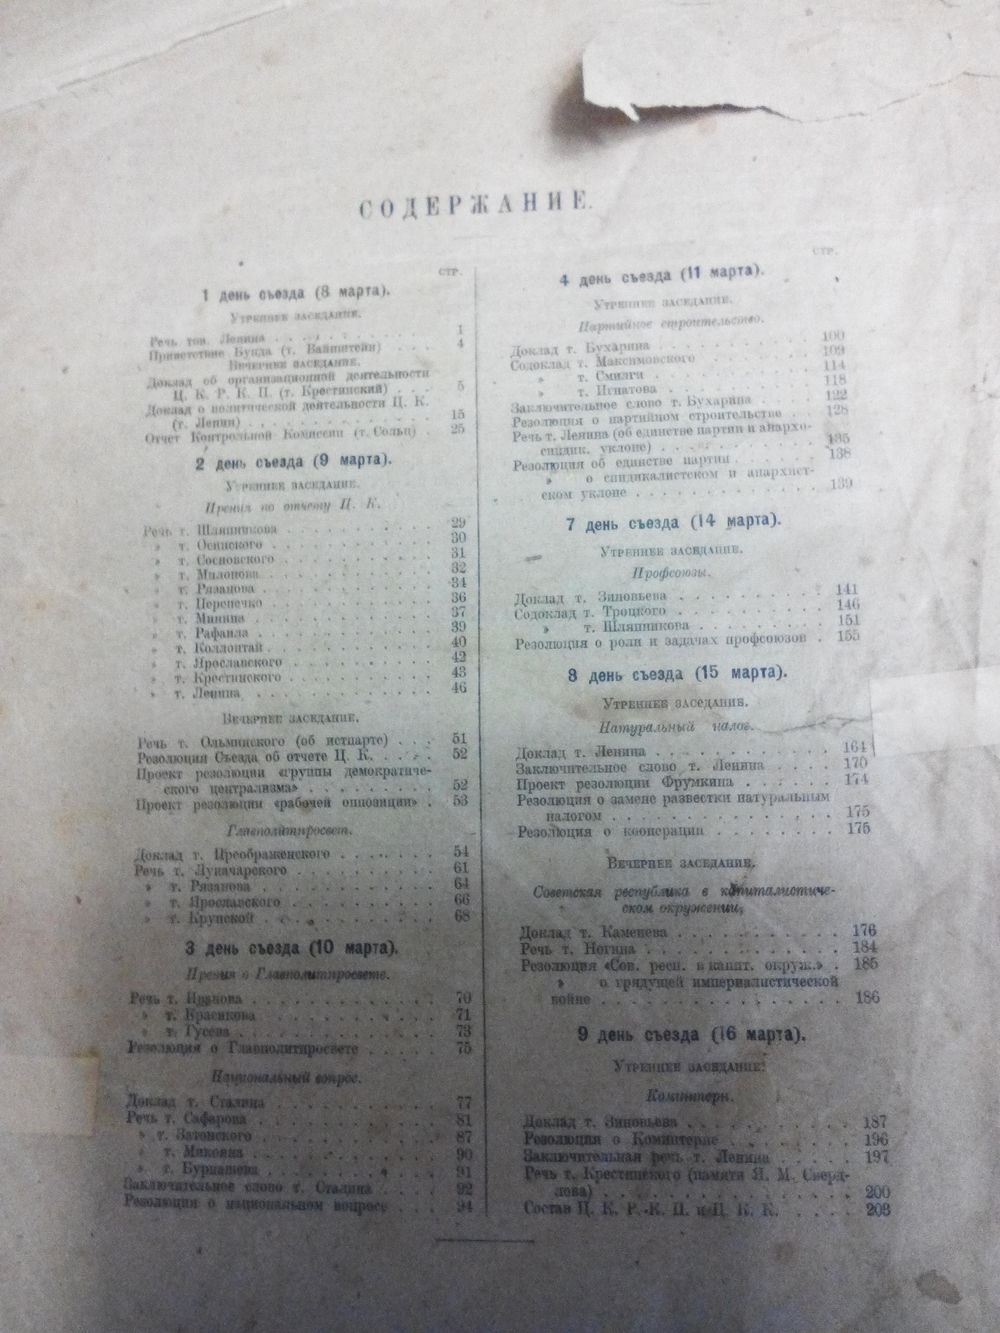 СОДЕРЖАНИЕ.
СТР.
1 день съезда (8 марта).
Утреннее заседание.
Речь тов. Ленина . . . . . . . . . 1
Приветствие Бунда (т. Вайнштейн) . . . 4
Вечернее заседание.
Доклад об организационной деятельности
Ц. К. Р. К. П. (т. Крестинский) . . . 5
Доклад о политической деятельности Ц. К.
(т. Ленин) . . . . . . . . . . 15
Отчет Контрольной Комиссии (т. Сольц) . 25
2 день съезда (9 марта).
Утреннее заседание.
Прения по отчету Ц. К.
Речь т. Шляпникова . . . . . . . . 29
» т. Осинского . . . . . . . . . 30
» т. Сосновского . . . . . . . . 31
» т. Милонова . . . . . . . . . 32
» т. Рязанова . . . . . . . . . 34
» т. Перепечко . . . . . . . . . 36
» т. Минина . . . . . . . . . . 37
» т. Рафаила . . . . . . . . . . 39
» т. Коллонтай . . . . . . . . . 40
» т. Ярославского . . . . . . . . 42
» т. Крестинского . . . . . . . . 43
» т. Ленина . . . . . . . . . . 46
Вечернее заседание.
Речь т. Ольминского (об истпарте) . . . 51
Резолюция Съезда об отчете Ц. К. . . . 52
Проект резолюции «группы демократиче-
ского централизма» . . . . . . . . 52
Проект резолюции «рабочей оппозиции» . 53
Главполитпросвет.
Доклад т. Преображенского . . . . . . 54
Речь т. Луначарского . . . . . . . . 61
» т. Рязанова . . . . . . . . . 64
» т. Ярославского . . . . . . . . 66
» т. Крупской . . . . . . . . . 68
3 день съезда (10 марта).
Прения о Главполитпросвете.
Речь т. Иванова . . . . . . . . . . 70
» т. Красикова . . . . . . . . . 71
» т. Гусева . . . . . . . . . . 73
Резолюция о Главполитпросвете . . . . . 75
Национальный вопрос.
Доклад т. Сталина . . . . . . . . . 77
Речь т. Сафарова . . . . . . . . . 81
» т. Затонского . . . . . . . . . 87
» т. Микояна . . . . . . . . . . 90
» т. Бурнашева . . . . . . . . . 91
Заключительное слово т. Сталина . . . . 92
Резолюция о национальном вопросе . . . 94
СТР.
4 день съезда (11 марта).
Утреннее заседание.
Партийное строительство.
Доклад т. Бухарина . . . . . . . . . 100
Содоклад т. Максимовского . . . . . . 109
» т. Смилги . . . . . . . . . 114
» т. Игнатова . . . . . . . . 118
Заключительное слово т. Бухарина . . . . 122
Резолюция о партийном строительстве . . 128
Речь т. Ленина (об единстве партии и анархо-
синдик. уклоне) . . . . . . . . . . 135
Резолюция об единстве партии . . . . . 138
» о синдикалистском и анархист-
ском уклоне . . . . . . . . . . . 139
7 день съезда (14 марта).
Утреннее заседание.
Профсоюзы.
Доклад т. Зиновьева . . . . . . . . . 141
Содоклад т. Троцкого . . . . . . . . 146
» т. Шляпникова . . . . . . . 151
Резолюция о роли и задачах профсоюзов . 155
8 день съезда (15 марта).
Утреннее заседание.
Натуральный налог.
Доклад т. Ленина . . . . . . . . . . 164
Заключительное слово т. Ленина . . . . 170
Проект резолюции Фрумкина . . . . . . 174
Резолюция о замене разверстки натуральным
налогом . . . . . . . . . . . . . 175
Резолюция о кооперации . . . . . . . 175
Вечернее заседание.
Советская республика в капиталистиче-
ском окружении.
Доклад т. Каменева . . . . . . . . . 176
Речь т. Ногина . . . . . . . . . . 184
Резолюция «Сов. респ. в капит. окруж.» . 185
» о грядущей империалистической
войне . . . . . . . . . . . . . 186
9 день съезда (16 марта).
Утреннее заседание.
Коминтерн.
Доклад т. Зиновьева . . . . . . . . . 187
Резолюция о Коминтерне . . . . . . . 196
Заключительная речь т. Ленина . . . . . 197
Речь т. Крестинского (памяти Я. М. Сверд-
лова) . . . . . . . . . . . . . 200
Состав Ц. К. Р. К. П. и Ц. К. К. . . . . 203